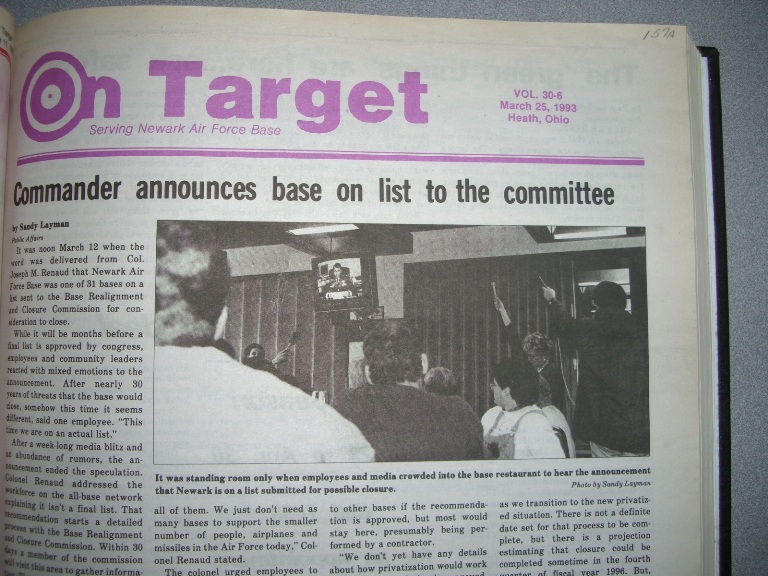 157A
On Target
Serving Newark Air Force Base
VOL. 30-6
March 25, 1993
Heath, Ohio
Commander announces base on list to the committee
by Sandy Layman
Public Affairs
It was noon March 12 when the
word was delivered from Col.
Joseph M. Renaud that Newark Air
Force Base was one of 31 bases on a
list sent to the Base Realignment
and Closure Commission for con-
sideration to close.
While it will be months before a
final list is approved by congress,
employees and community leaders
reacted with mixed emotions to the
announcement. After nearly 30
years of threats that the base would
close, somehow this time it seems
different, said one employee. "This
time we are on an actual list."
After a week-long media blitz and
an abundance of rumors, the an-
nouncement ended the speculation.
Colonel Renaud addressed the
workforce on the all-base network
explaining it isn't a final list. That
recommendation starts a detailed
process with the Base Realignment
and Closure Commission. Within 30
days a member of the commission
will visit this area to gather informa-
It was standing room only when employees and media crowded into the base restaurant to hear the announcement
that Newark is on a list submitted for possible closure.
Photo by Sandy Layman
all of them. We just don't need as
many bases to support the smaller
number of people, airplanes and
missiles in the Air Force today," Col-
onel Renaud stated.
The colonel urged employees to
to other bases if the recommenda-
tion is approved, but most would
stay here, presumably being per-
formed by a contractor.
"We don't yet have any details
about how privatization would work
as we transition to the new privatiz-
ed situation. There is not a definite
date set for that process to be com-
plete, but there is a projection
estimating that closure could be
completed sometime in the fourth
quarter of fiscal year 1996. But,